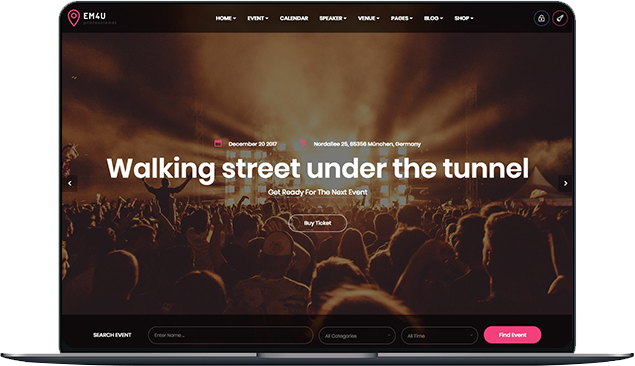 EM4U
professional
HOME EVENT CALENDAR SPEAKER VENUE PAGES BLOG SHOP
December 20 2017 Nordallee 25, 85356 München, Germany
Walking street under the tunnel
Get Ready For The Next Event
Buy Ticket
SEARCH EVENT Enter Name ... All Categories All Time Find Event